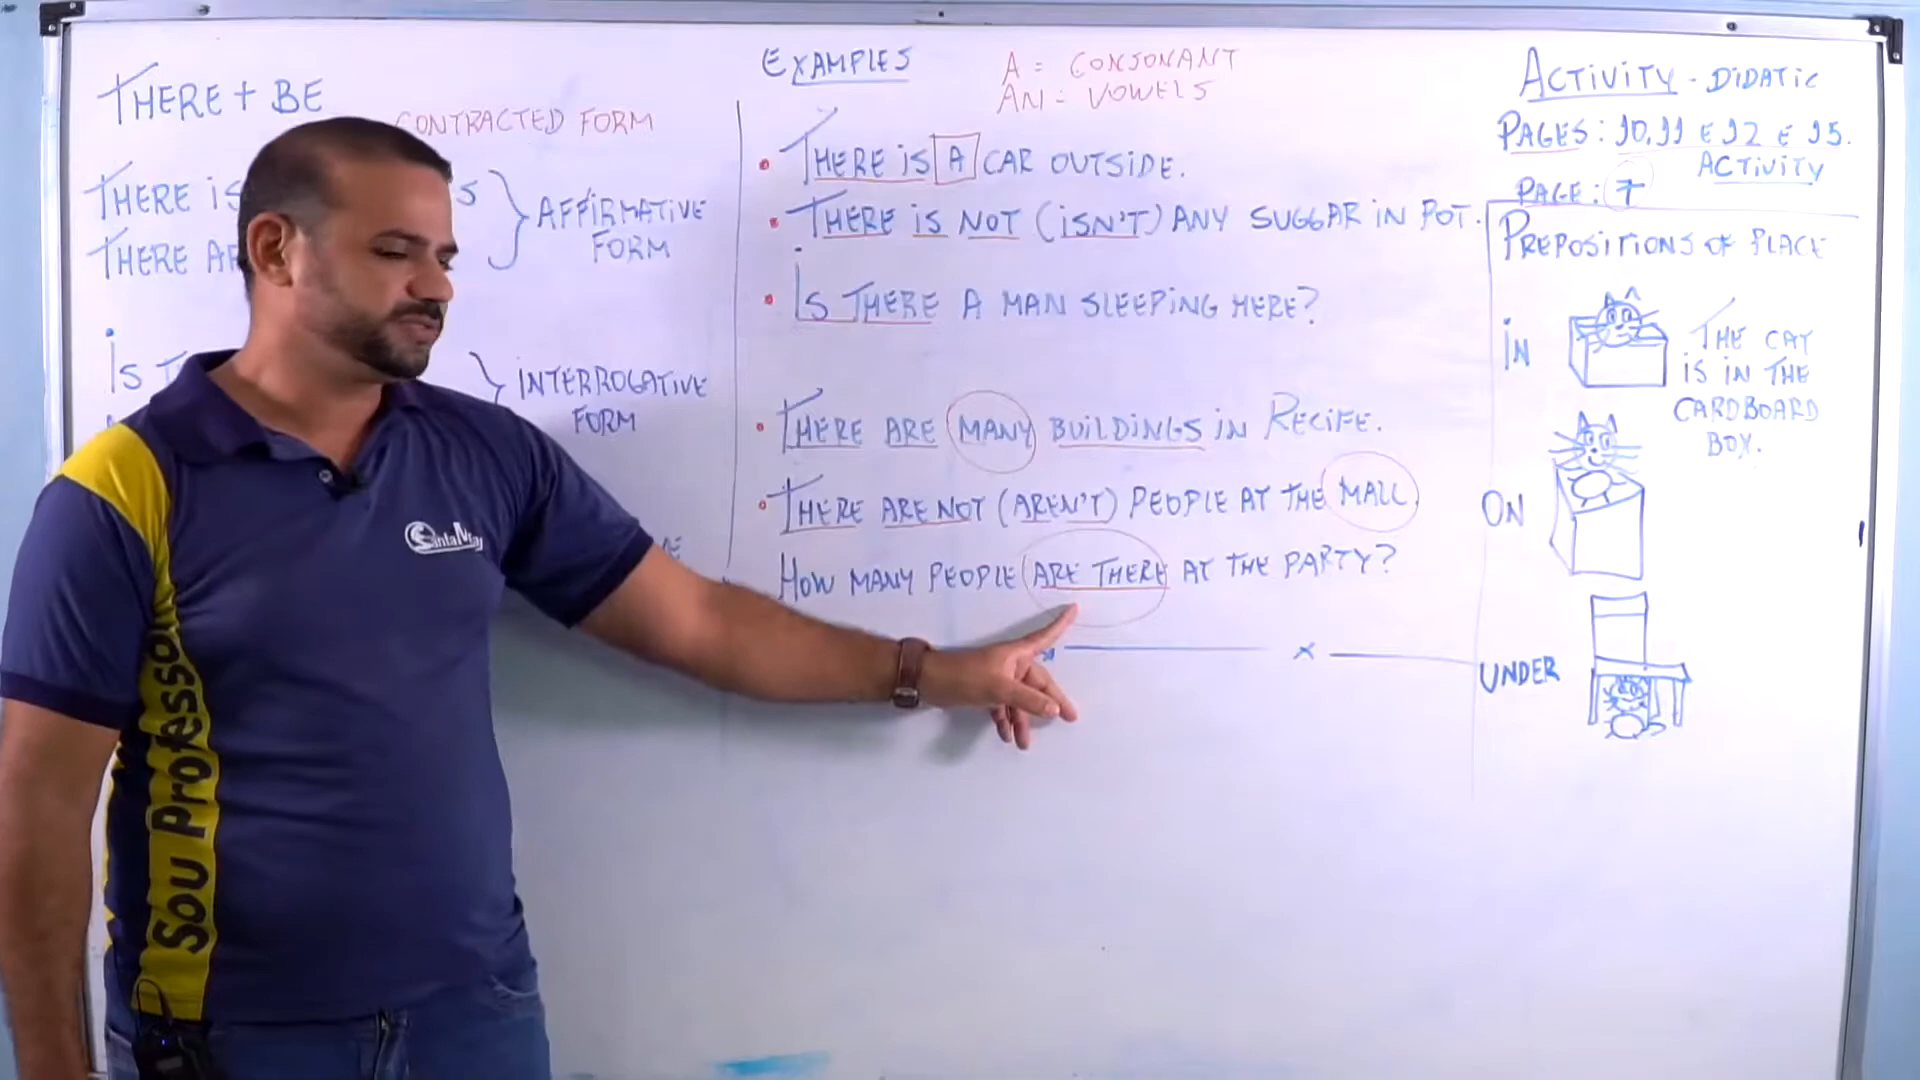 THERE + BE
CONTRACTED FORM
THERE IS
THERE
AFFIRMATIVE
FORM
IS
INTERROGATIVE
FORM
EXAMPLES
A = CONSONANT
AN = VOWELS
• THERE IS A CAR OUTSIDE.
• THERE IS NOT (ISN'T) ANY SUGGAR IN POT.
• IS THERE A MAN SLEEPING HERE?
• THERE ARE MANY BUILDINGS IN RECIFE.
• THERE ARE NOT (AREN'T) PEOPLE AT THE MALL.
HOW MANY PEOPLE ARE THERE AT THE PARTY?
ACTIVITY - DIDATIC
PAGES: 10, 11 E 12 E 15.
ACTIVITY
PAGE: 7
PREPOSITIONS OF PLACE
IN
THE CAT
IS IN THE
CARDBOARD
BOX.
ON
UNDER
Sou Professor